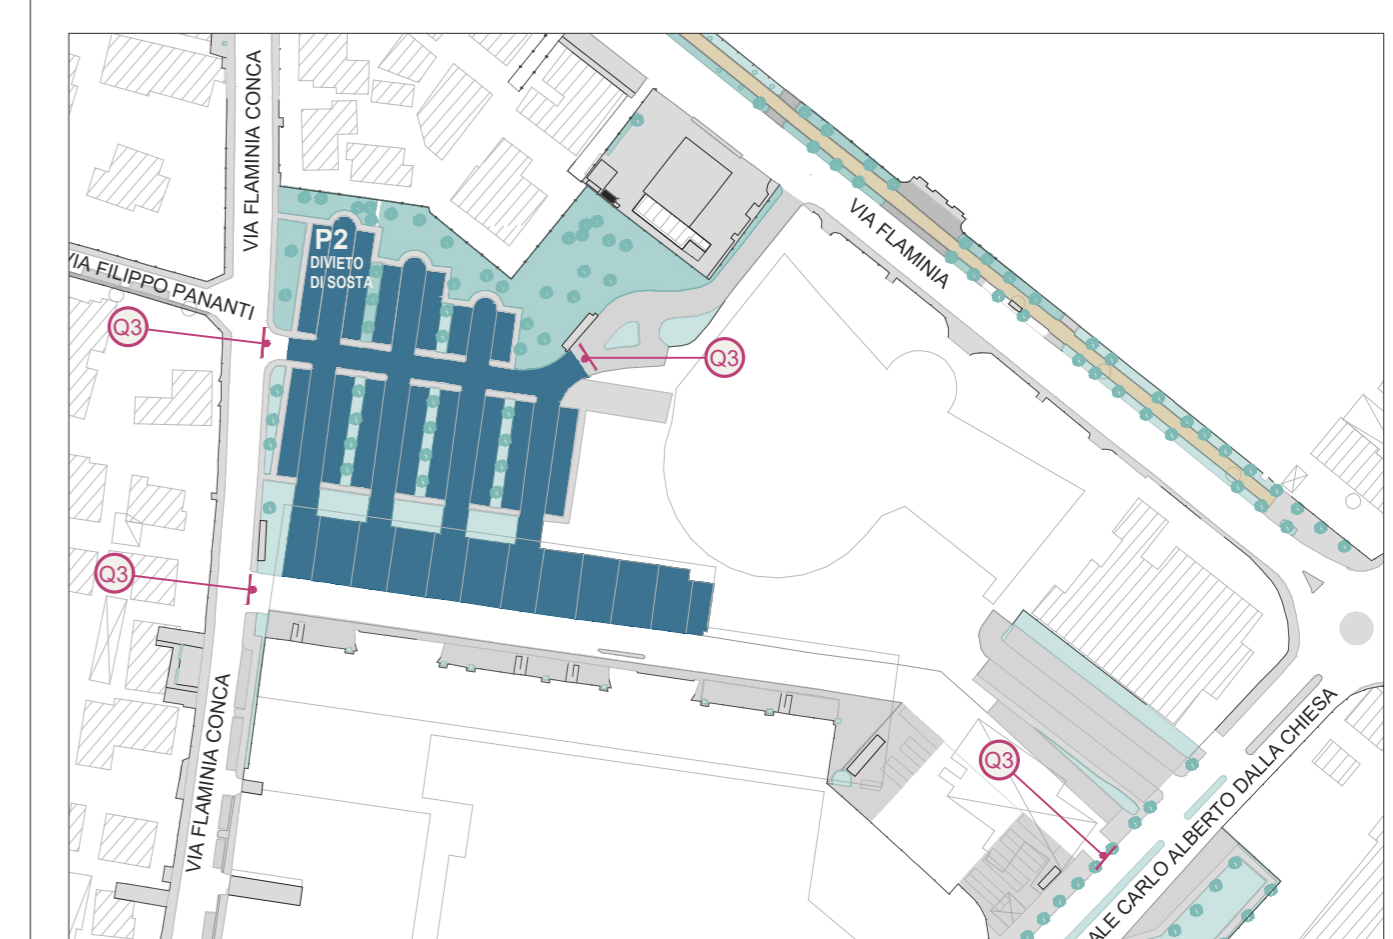 VIA FLAMINIA CONCA
VIA FLAMINIA
P2
DIVIETO
DI SOSTA
VIA FILIPPO PANANTI
Q3
Q3
Q3
VIA FLAMINIA CONCA
Q3
ALE CARLO ALBERTO DALLA CHIESA